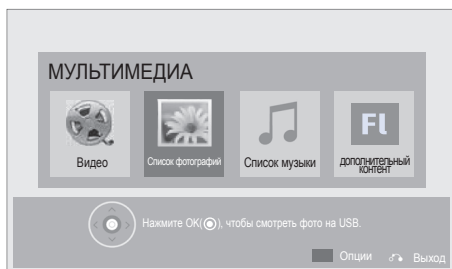 МУЛЬТИМЕДИА
Видео
Список фотографий
Список музыки
FL
дополнительный
контент
Нажмите OK(◉), чтобы смотреть фото на USB.
Опции
Выход